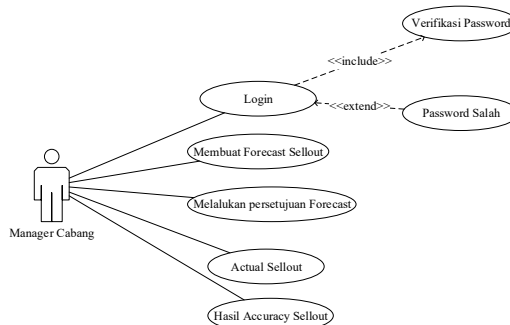 Verifikasi Password
<<include>>
Login
<<extend>>
Password Salah
Membuat Forecast Sellout
Melalukan persetujuan Forecast
Manager Cabang
Actual Sellout
Hasil Accuracy Sellout